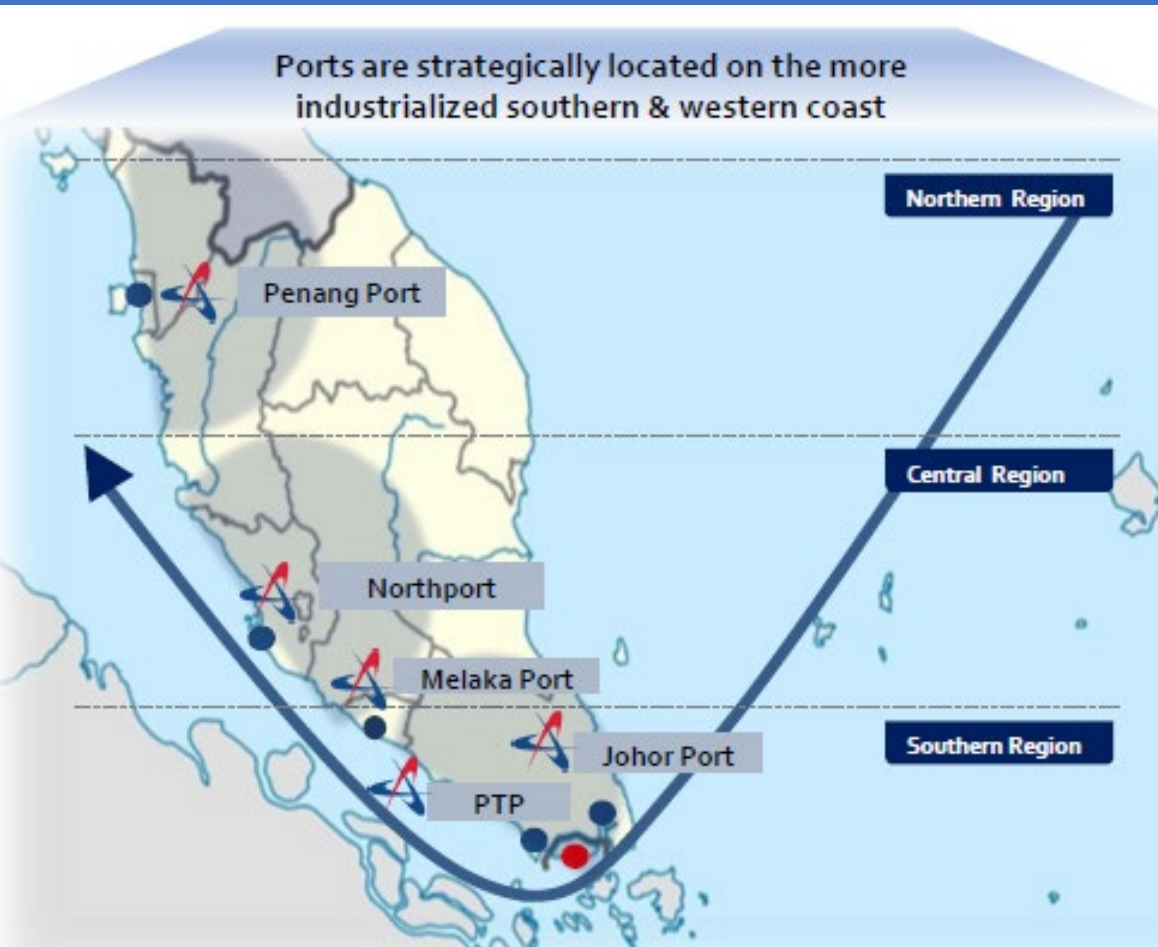 Ports are strategically located on the more
industrialized southern & western coast
Northern Region
Penang Port
Central Region
Northport
Melaka Port
Southern Region
Johor Port
PTP